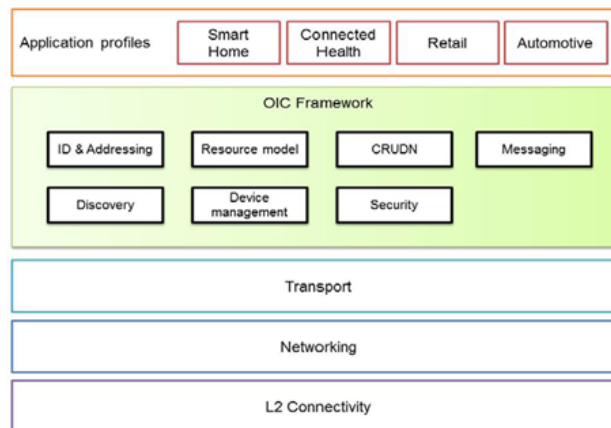 Application profiles
Smart
Home
Connected
Health
Retail
Automotive
OIC Framework
ID & Addressing
Resource model
CRUDN
Messaging
Discovery
Device
management
Security
Transport
Networking
L2 Connectivity